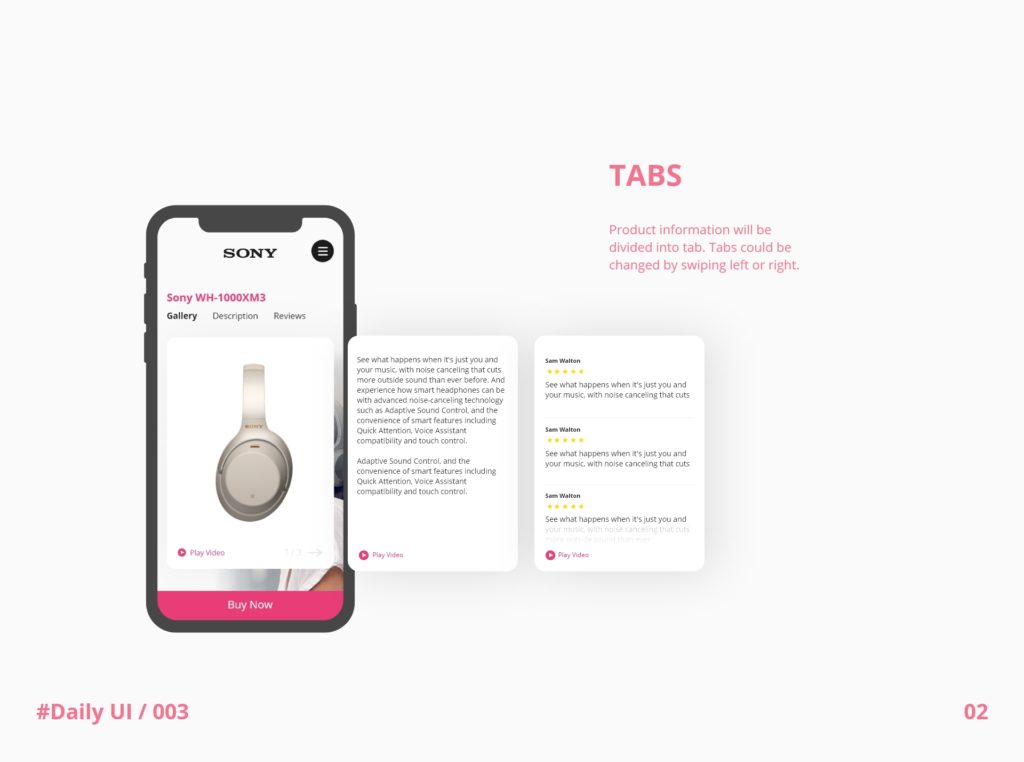 TABS
Product information will be
divided into tab. Tabs could be
changed by swiping left or right.
SONY
Sony WH-1000XM3
Gallery Description Reviews
SONY
Play Video 1 / 3
Buy Now
See what happens when it's just you and
your music, with noise canceling that cuts
more outside sound than ever before. And
experience how smart headphones can be
with advanced noise-canceling technology
such as Adaptive Sound Control, and the
convenience of smart features including
Quick Attention, Voice Assistant
compatibility and touch control.
Adaptive Sound Control, and the
convenience of smart features including
Quick Attention, Voice Assistant
compatibility and touch control.
Play Video
Sam Walton
See what happens when it's just you and
your music, with noise canceling that cuts
Sam Walton
See what happens when it's just you and
your music, with noise canceling that cuts
Sam Walton
See what happens when it's just you and
your music, with noise canceling that cuts
more outside sound than ever
Play Video
#Daily UI / 003
02